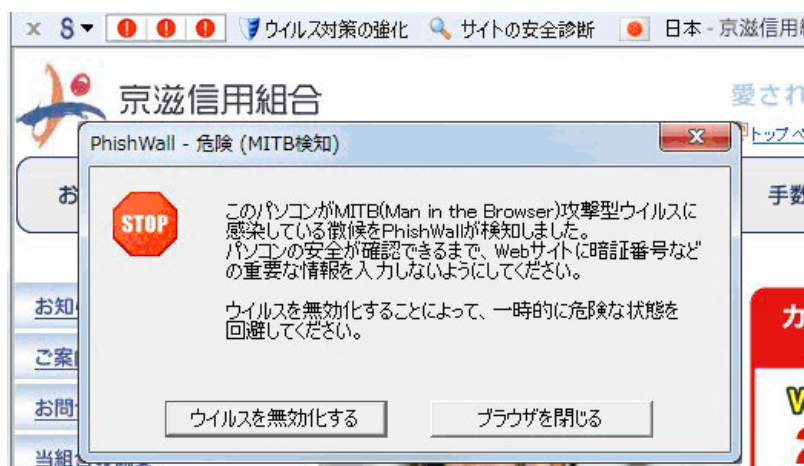 S
ウイルス対策の強化
サイトの安全診断
日本 - 京滋信用
京滋信用組合
愛され
トップペ
PhishWall - 危険 (MITB検知)
お
手数
STOP
このパソコンがMITB(Man in the Browser)攻撃型ウイルスに
感染している徴候をPhishWallが検知しました。
パソコンの安全が確認できるまで、Webサイトに暗証番号など
の重要な情報を入力しないようにしてください。
ウイルスを無効化することによって、一時的に危険な状態を
回避してください。
お知
ご案
お問
カ
ウイルスを無効化する
ブラウザを閉じる
当組